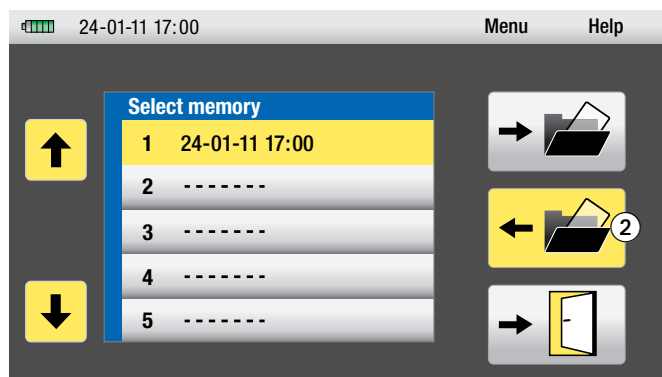 24-01-11 17:00 Menu Help
Select memory
1 24-01-11 17:00
2 -------
2
3 -------
4 -------
5 -------